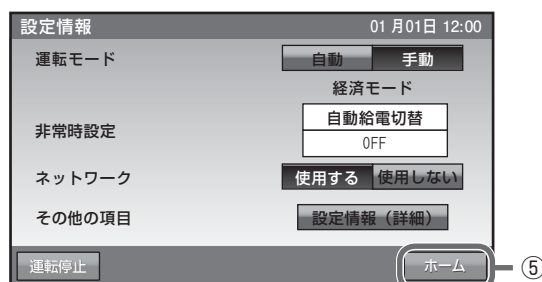 設定情報 01月01日 12:00
運転モード 自動 手動
経済モード
非常時設定 自動給電切替
OFF
ネットワーク 使用する 使用しない
その他の項目 設定情報（詳細）
運転停止 ホーム ⑤